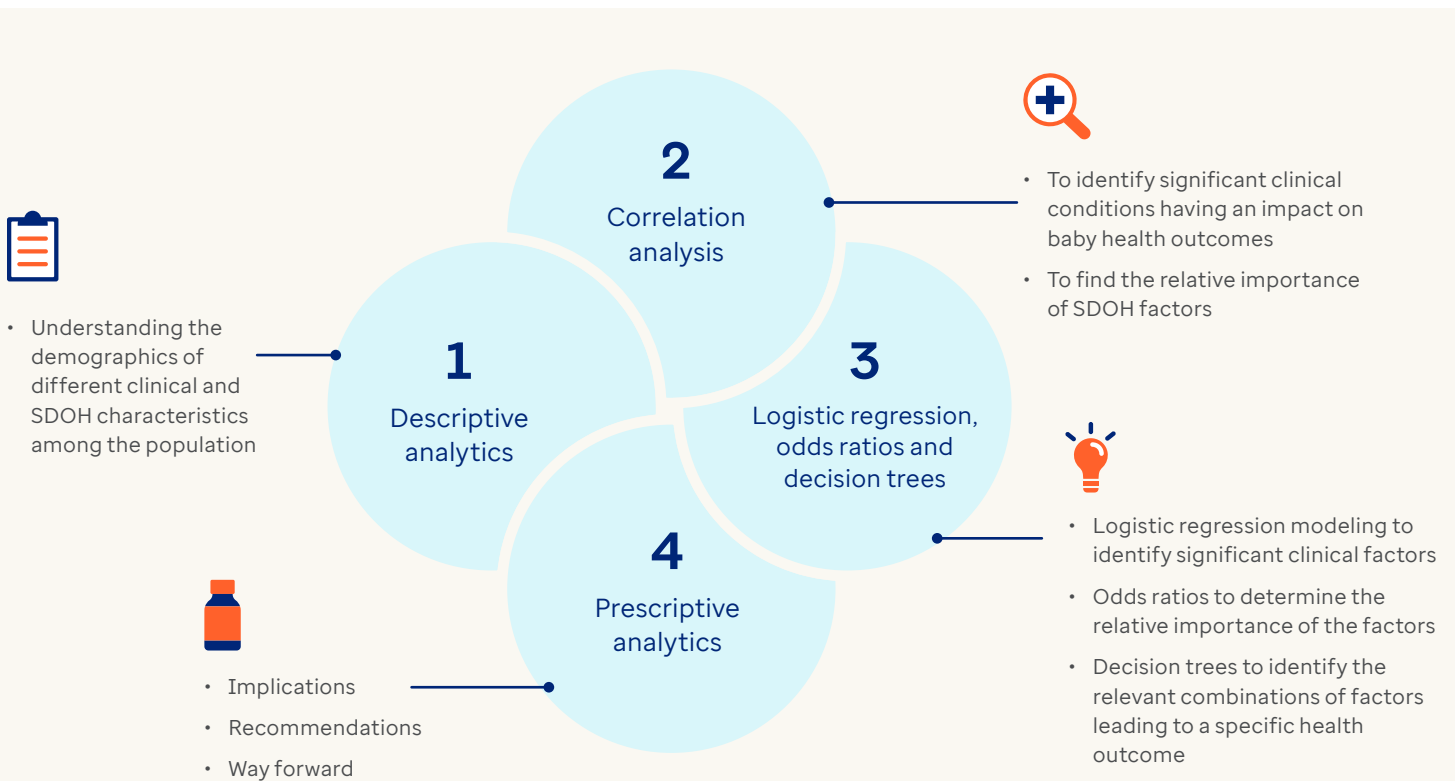 1
Descriptive
analytics
• Understanding the
demographics of
different clinical and
SDOH characteristics
among the population
2
Correlation
analysis
• To identify significant clinical
conditions having an impact on
baby health outcomes
• To find the relative importance
of SDOH factors
3
Logistic regression,
odds ratios and
decision trees
• Logistic regression modeling to
identify significant clinical factors
• Odds ratios to determine the
relative importance of the factors
• Decision trees to identify the
relevant combinations of factors
leading to a specific health
outcome
4
Prescriptive
analytics
• Implications
• Recommendations
• Way forward